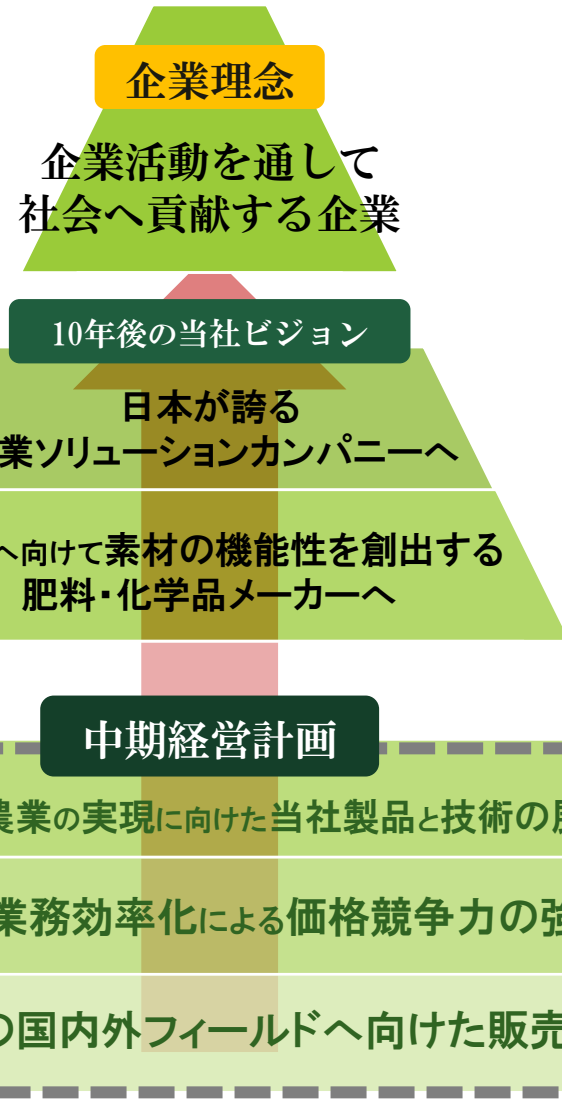 企業理念
企業活動を通して
社会へ貢献する企業
10年後の当社ビジョン
日本が誇る
業ソリューションカンパニーへ
へ向けて素材の機能性を創出する
肥料・化学品メーカーへ
中期経営計画
農業の実現に向けた当社製品と技術の
業務効率化による価格競争力の強
の国内外フィールドへ向けた販売